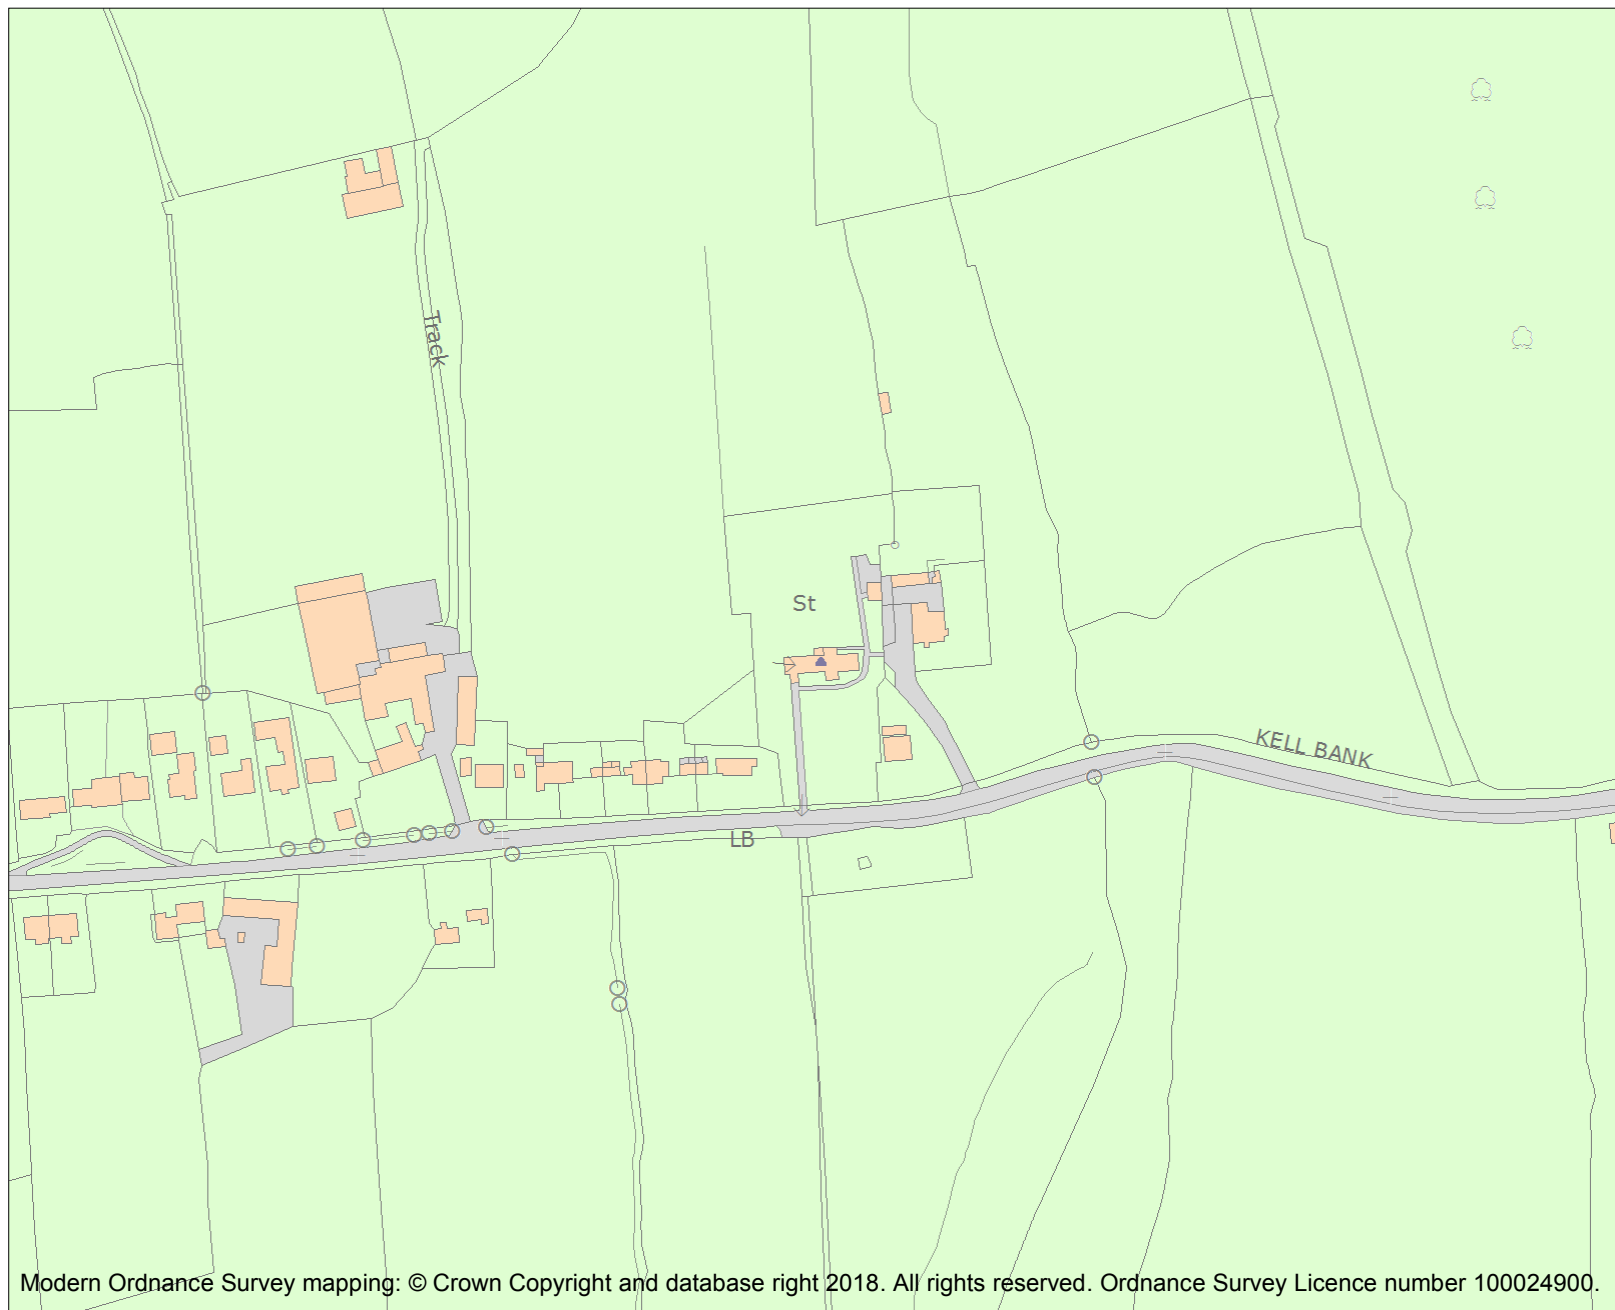 Track
St
KELL BANK
LB
Modern Ordnance Survey mapping: © Crown Copyright and database right 2018. All rights reserved. Ordnance Survey Licence number 100024900.